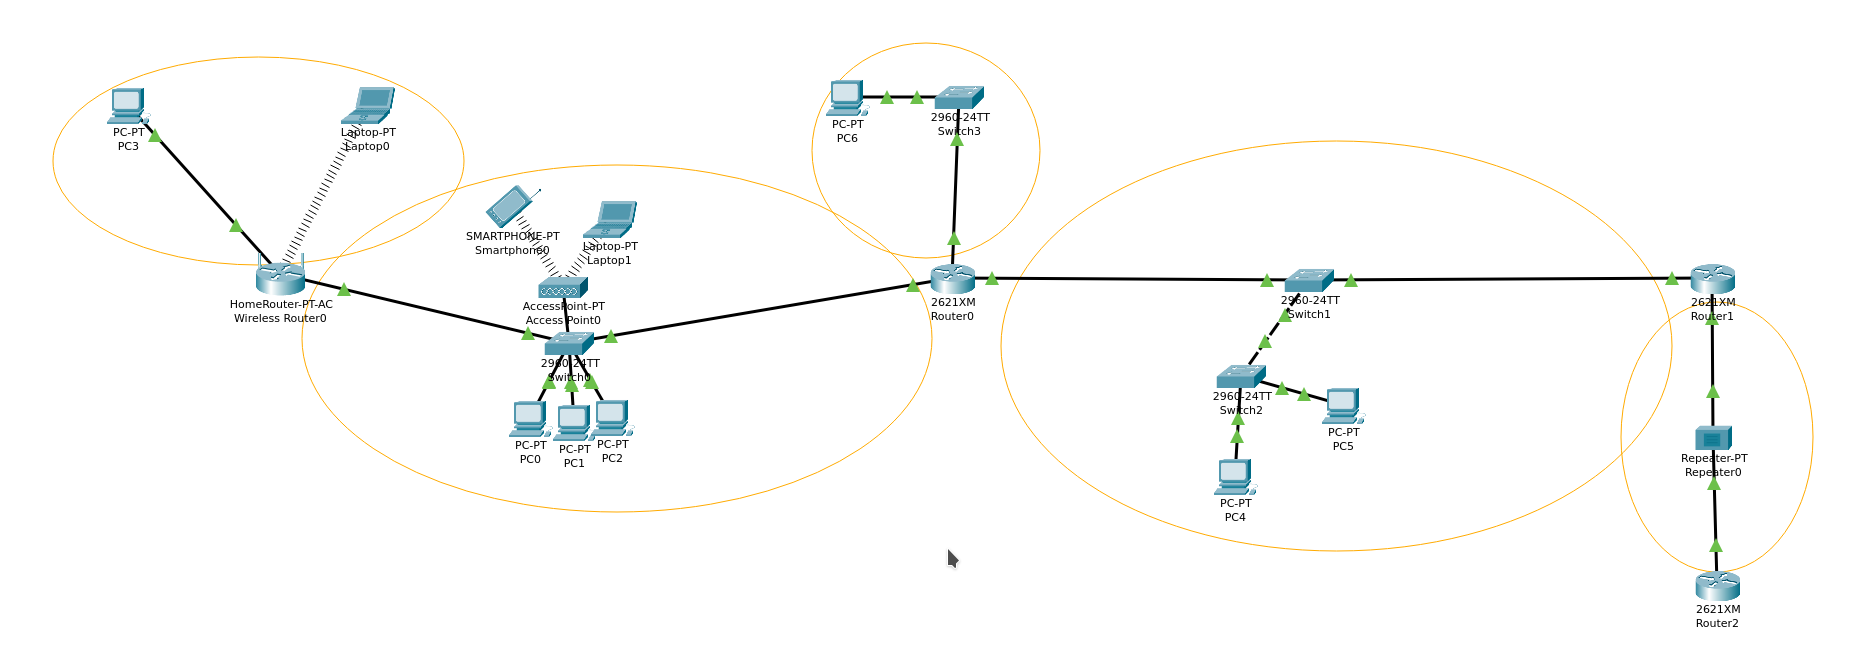 PC-PT
PC3
Laptop-PT
Laptop0
HomeRouter-PT-AC
Wireless Router0
SMARTPHONE-PT
Smartphone0
Laptop-PT
Laptop1
AccessPoint-PT
Access Point0
2960-24TT
Switch0
PC-PT
PC0
PC-PT
PC1
PC-PT
PC2
PC-PT
PC6
2960-24TT
Switch3
2621XM
Router0
2960-24TT
Switch1
2960-24TT
Switch2
PC-PT
PC5
PC-PT
PC4
2621XM
Router1
Repeater-PT
Repeater0
2621XM
Router2